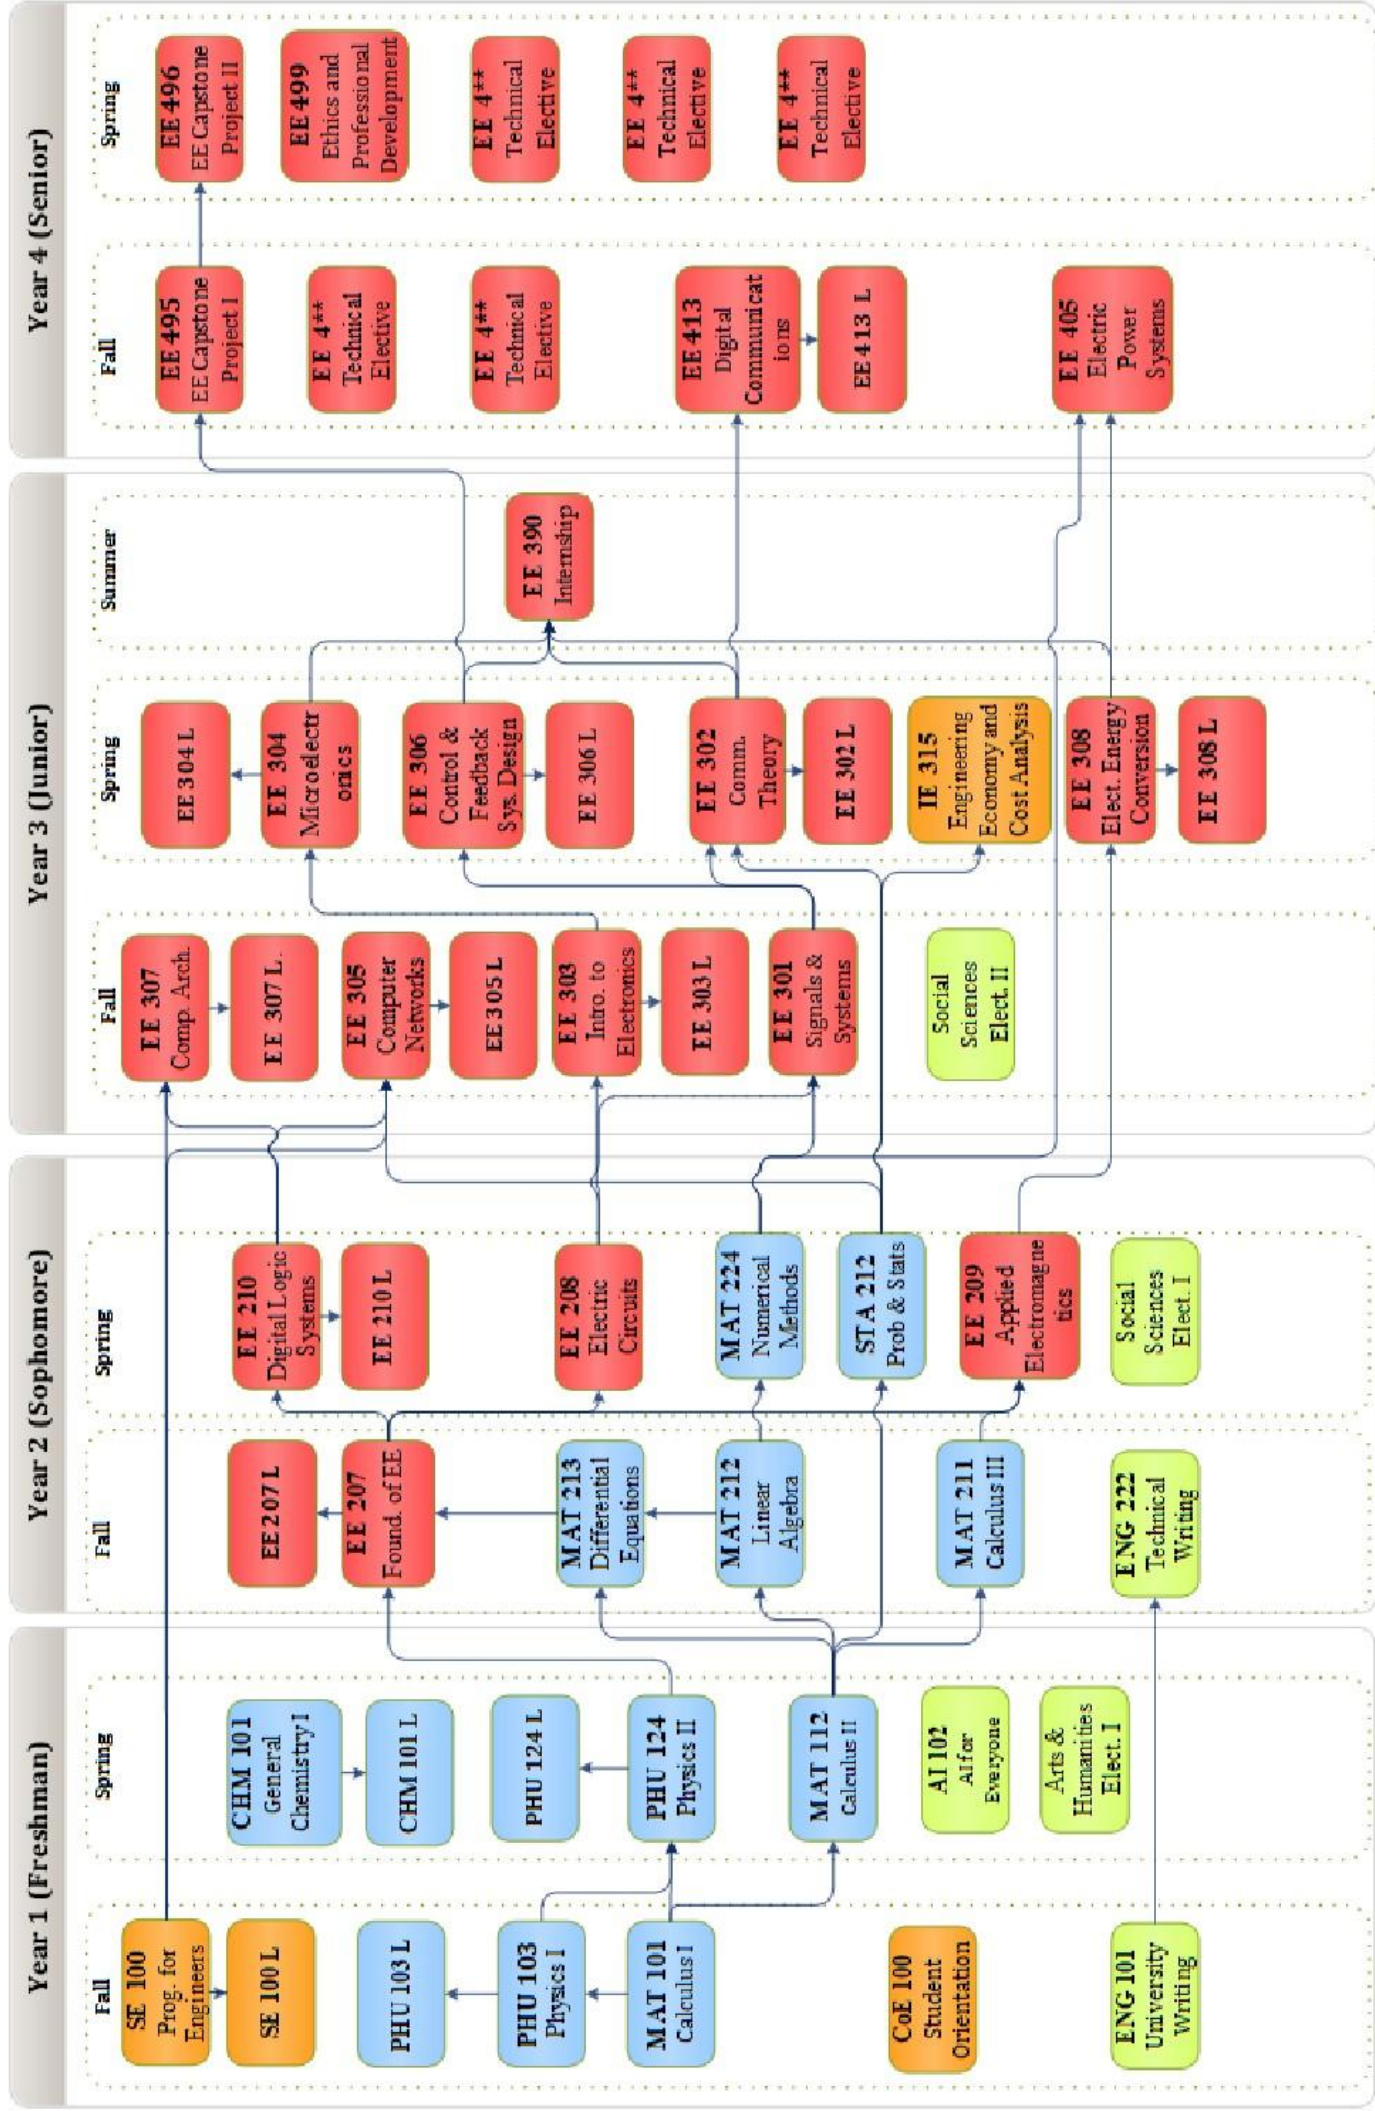 Year 1 (Freshman)
Fall
SE 100
Prog. for
Engineers
SE 100 L
PHU 103 L
PHU 103
Physics I
MAT 101
Calculus I
CoE 100
Student
Orientation
ENG 101
University
Writing
Spring
CHM 101
General
Chemistry I
CHM 101 L
PHU 124 L
PHU 124
Physics II
MAT 112
Calculus II
AI 102
AI for
Everyone
Arts &
Humanities
Elect. I
Year 2 (Sophomore)
Fall
EE 207 L
EE 207
Found. of EE
MAT 213
Differential
Equations
MAT 212
Linear
Algebra
MAT 211
Calculus III
ENG 222
Technical
Writing
Spring
EE 210
Digital Logic
Systems
EE 210 L
EE 208
Electric
Circuits
MAT 224
Numerical
Methods
STA 212
Prob & Stats
EE 209
Applied
Electromagne
tics
Social
Sciences
Elect. I
Year 3 (Junior)
Fall
EE 307
Comp. Arch.
EE 307 L.
EE 305
Computer
Networks
EE 305 L
EE 303
Intro. to
Electronics
EE 303 L
EE 301
Signals &
Systems
Social
Sciences
Elect. II
Spring
EE 304 L
EE 304
Microelectr
onics
EE 306
Control &
Feedback
Sys. Design
EE 306 L
EE 302
Comm.
Theory
EE 302 L
IE 315
Engineering
Economy and
Cost Analysis
EE 308
Elect. Energy
Conversion
EE 308 L
Summer
EE 390
Internship
Year 4 (Senior)
Fall
EE 495
EE Capstone
Project I
EE 4**
Technical
Elective
EE 4**
Technical
Elective
EE 413
Digital
Communicat
ions
EE 413 L
EE 405
Electric
Power
Systems
Spring
EE 496
EE Capstone
Project II
EE499
Ethics and
Professional
Development
EE 4**
Technical
Elective
EE 4**
Technical
Elective
EE 4**
Technical
Elective